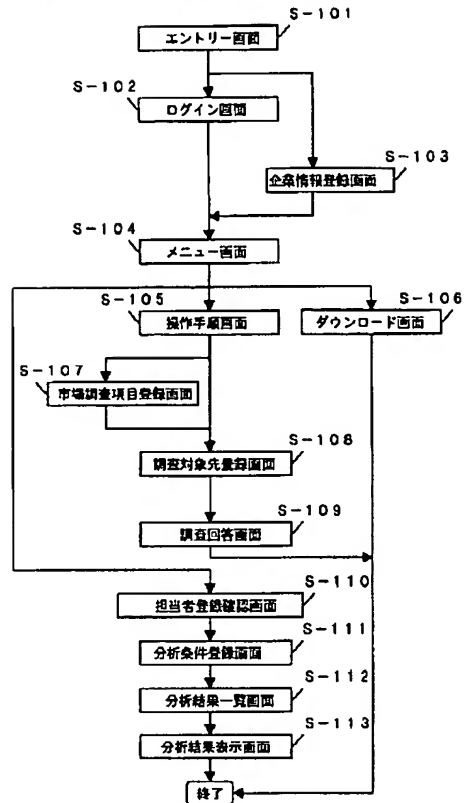 S-101
エントリー画面
S-102
ログイン画面
S-103
企業情報登録画面
S-104
メニュー画面
S-105
操作手順画面
S-106
ダウンロード画面
S-107
市場調査項目登録画面
S-108
調査対象先登録画面
S-109
調査回答画面
S-110
担当者登録確認画面
S-111
分析条件登録画面
S-112
分析結果一覧画面
S-113
分析結果表示画面
終了